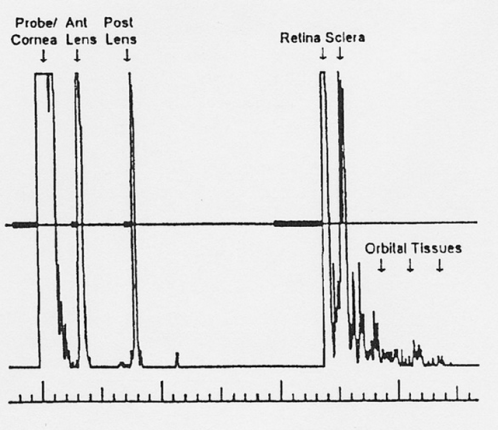 Probe/ Ant Post
Cornea Lens Lens
Retina Sclera
Orbital Tissues